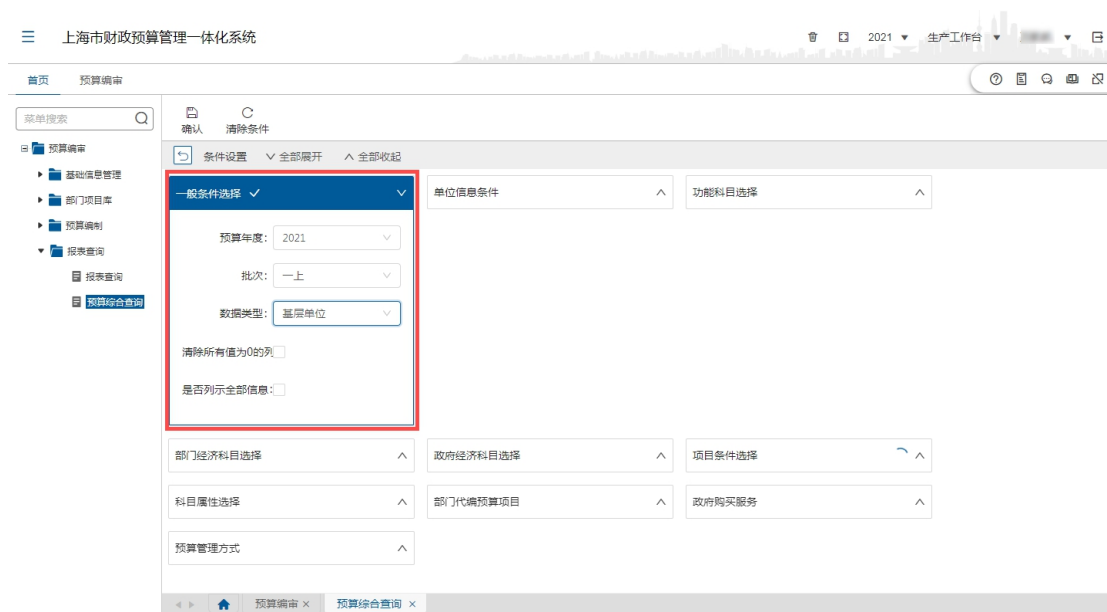 上海市财政预算管理一体化系统
2021 生产工作台
首页 预算编审
菜单搜索
确认 清除条件
预算编审
基础信息管理
部门项目库
预算编制
报表查询
报表查询
预算综合查询
条件设置 全部展开 全部收起
一般条件选择
预算年度： 2021
批次： 一上
数据类型： 基层单位
清除所有值为0的列
是否列示全部信息：
单位信息条件
功能科目选择
部门经济科目选择
政府经济科目选择
项目条件选择
科目属性选择
部门代编预算项目
政府购买服务
预算管理方式
预算编审 × 预算综合查询 ×